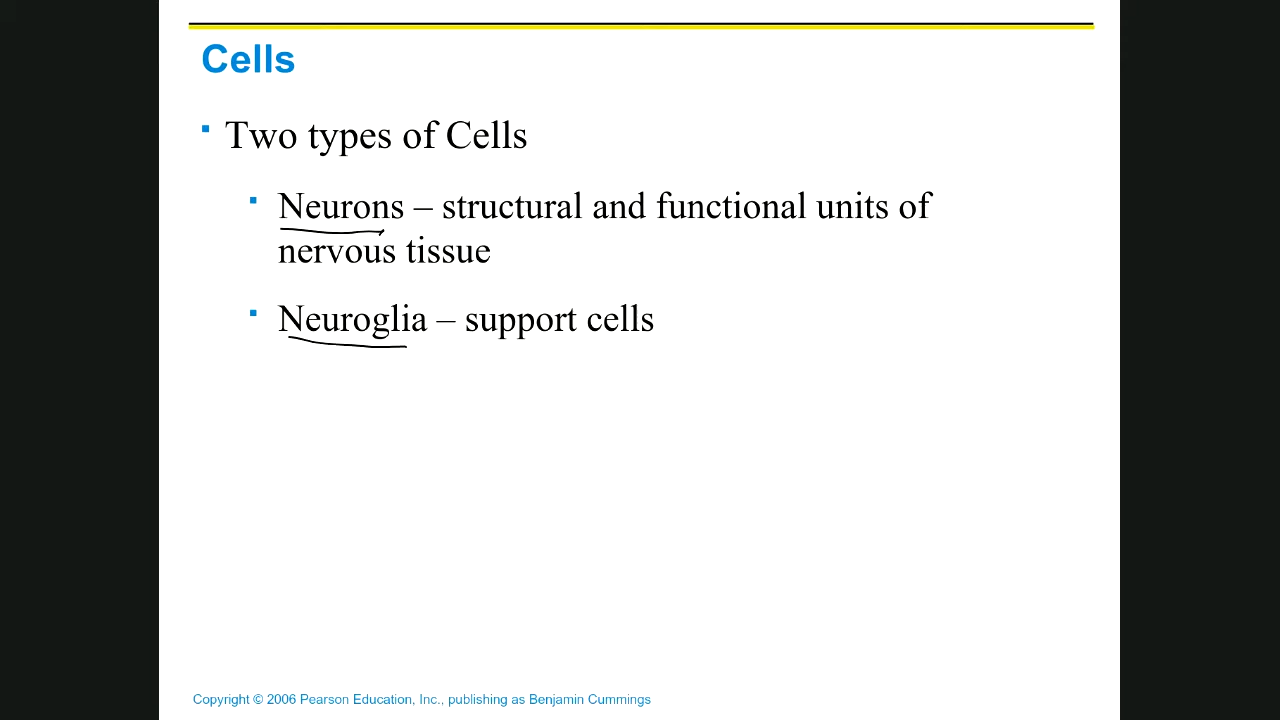 Cells
Two types of Cells
Neurons – structural and functional units of
nervous tissue
Neuroglia – support cells
Copyright © 2006 Pearson Education, Inc., publishing as Benjamin Cummings